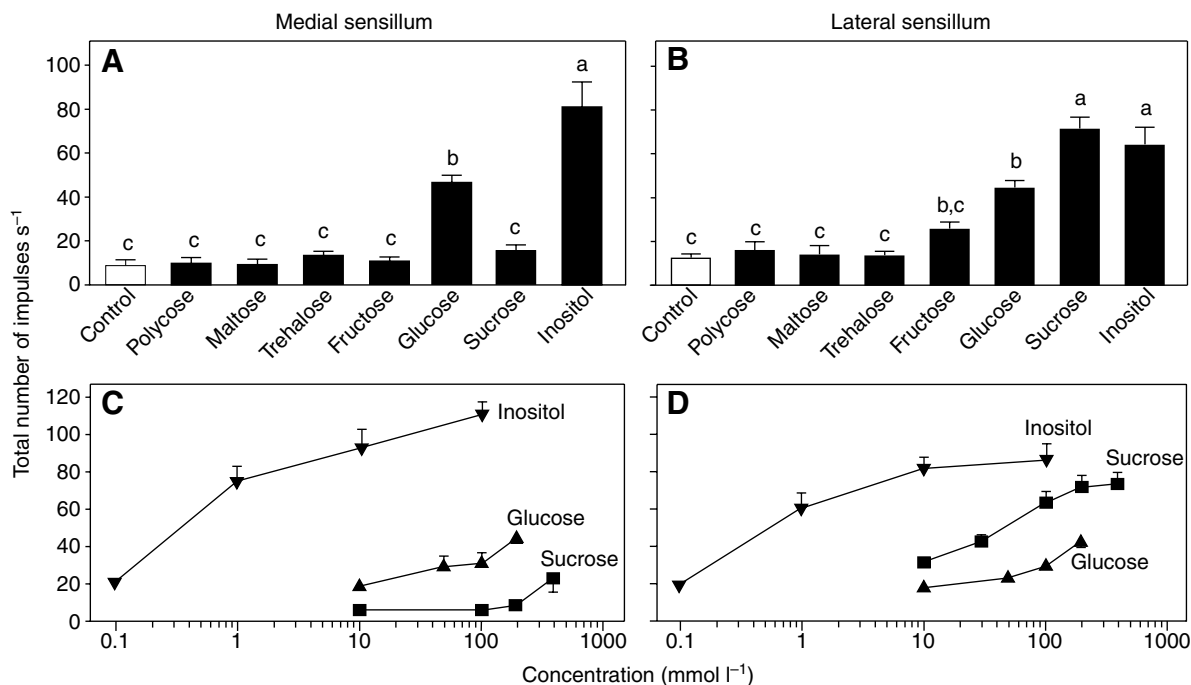 Medial sensillum
Lateral sensillum
Total number of impulses s⁻¹
A
100
80
60
40
20
0
c
c
c
c
c
b
c
a
Control
Polycose
Maltose
Trehalose
Fructose
Glucose
Sucrose
Inositol
B
c
c
c
c
b,c
b
a
a
Control
Polycose
Maltose
Trehalose
Fructose
Glucose
Sucrose
Inositol
C
120
100
80
60
40
20
0
Inositol
Glucose
Sucrose
0.1
1
10
100
1000
D
Inositol
Sucrose
Glucose
0.1
1
10
100
1000
Concentration (mmol l⁻¹)